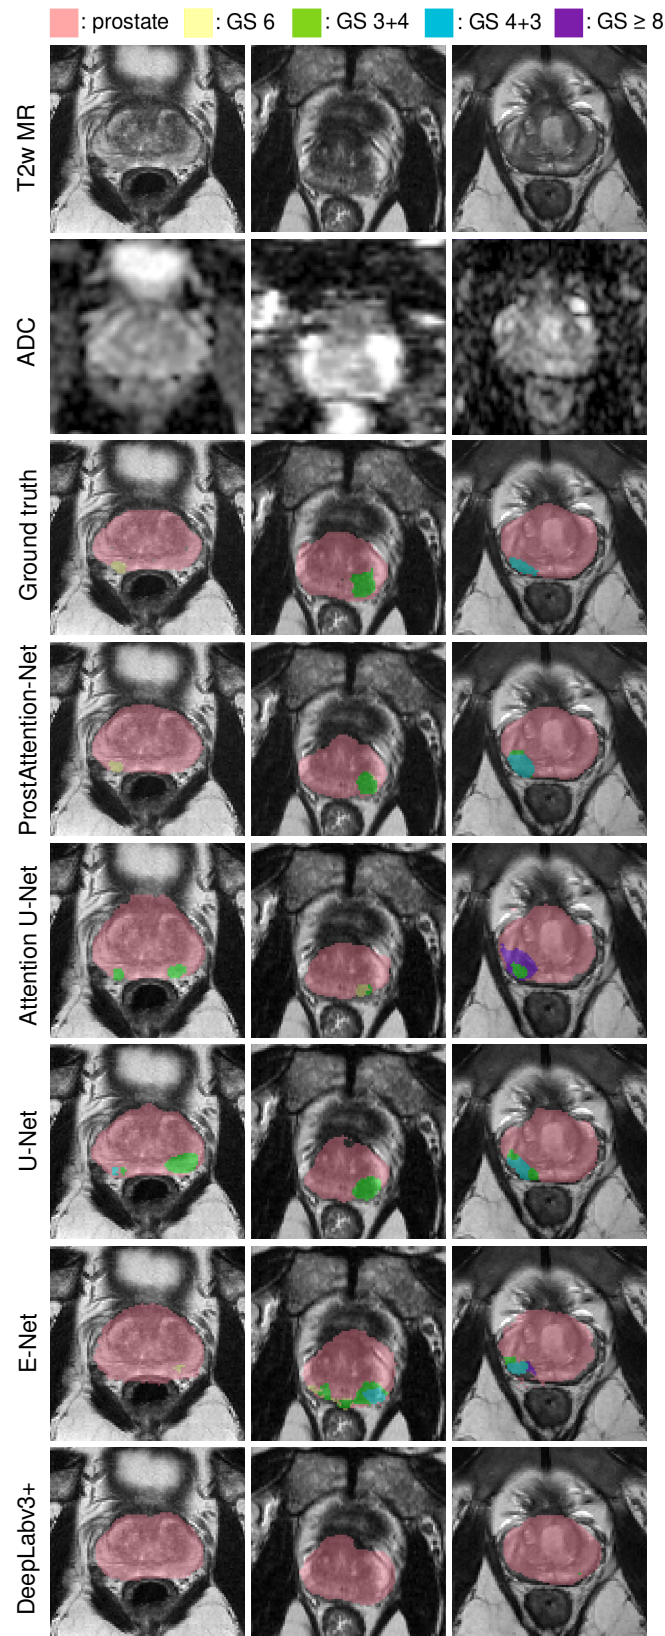 : prostate : GS 6 : GS 3+4 : GS 4+3 : GS ≥ 8
T2w MR
ADC
Ground truth
ProstAttention-Net
Attention U-Net
U-Net
E-Net
DeepLabv3+